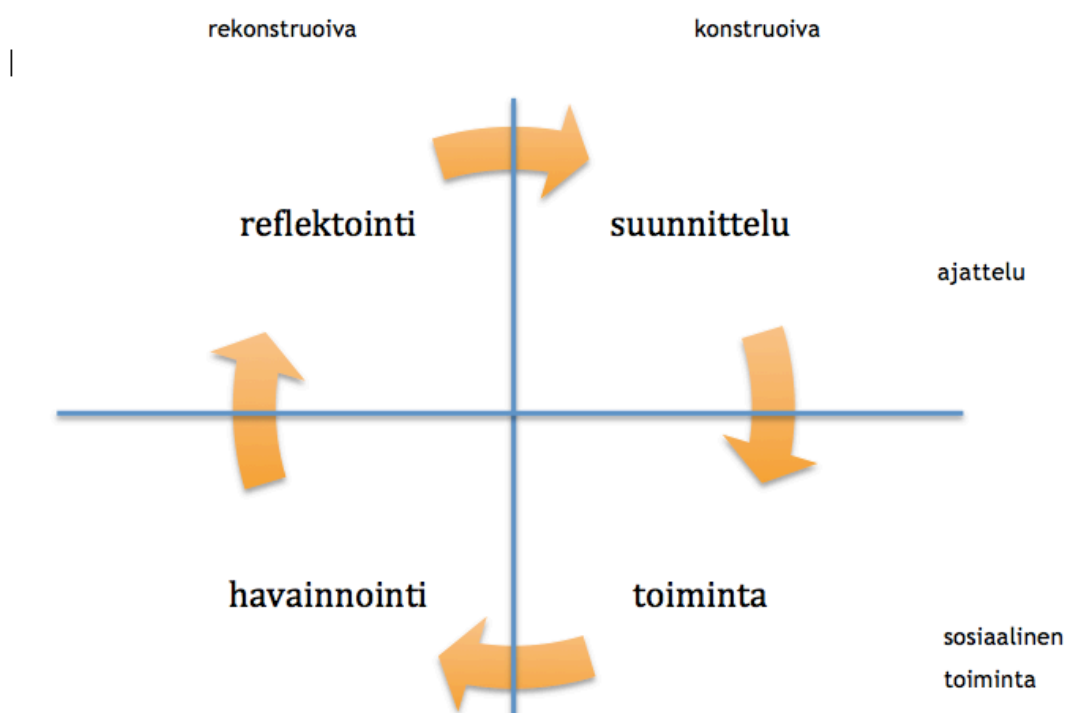 rekonstruoiva
konstruoiva
reflektointi
suunnittelu
ajattelu
havainnointi
toiminta
sosiaalinen
toiminta